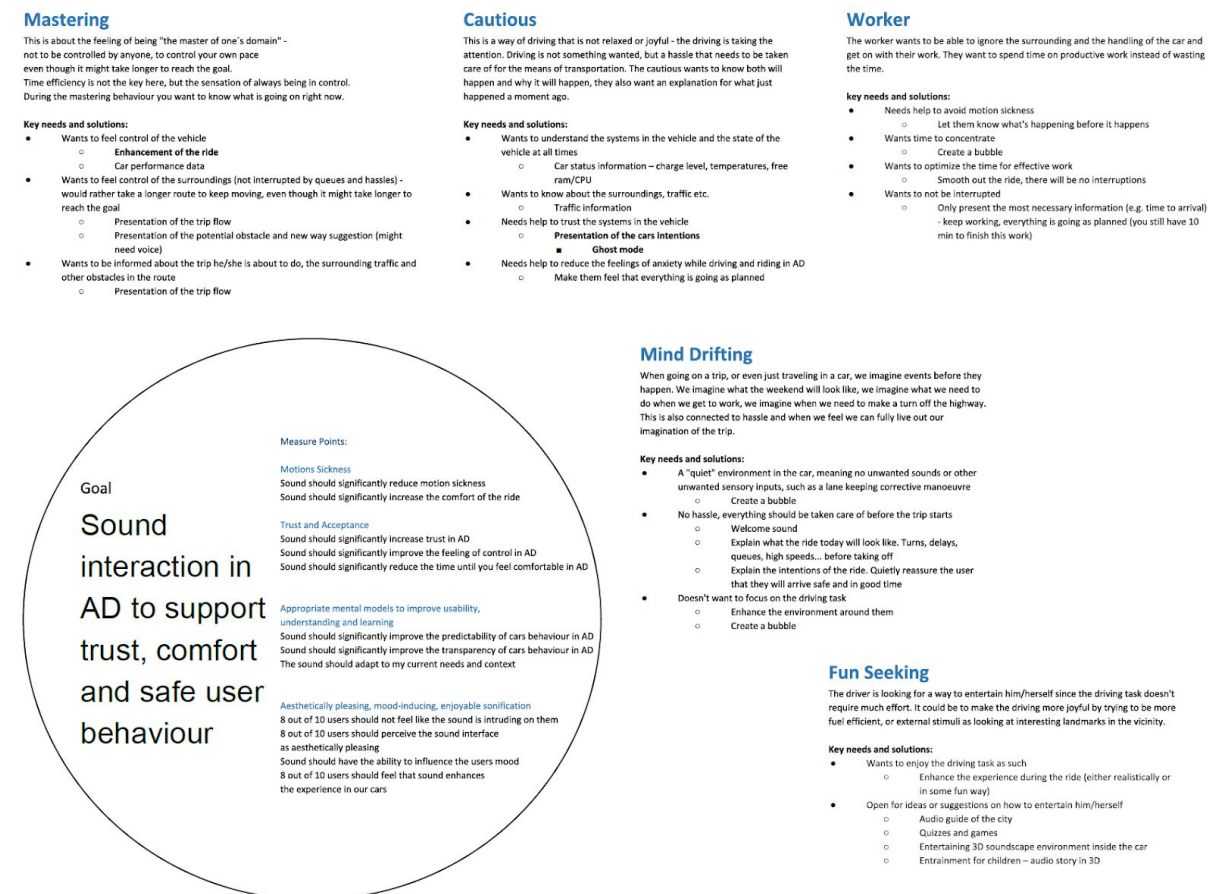 Mastering
This is about the feeling of being "the master of one´s domain" -
not to be controlled by anyone, to control your own pace
even though it might take longer to reach the goal.
Time efficiency is not the key here, but the sensation of always being in control.
During the mastering behaviour you want to know what is going on right now.
Key needs and solutions:
● Wants to feel control of the vehicle
○ Enhancement of the ride
○ Car performance data
● Wants to feel control of the surroundings (not interrupted by queues and hassles) -
would rather take a longer route to keep moving, even though it might take longer to
reach the goal
○ Presentation of the trip flow
○ Presentation of the potential obstacle and new way suggestion (might
need voice)
● Wants to be informed about the trip he/she is about to do, the surrounding traffic and
other obstacles in the route
○ Presentation of the trip flow
Cautious
This is a way of driving that is not relaxed or joyful - the driving is taking the
attention. Driving is not something wanted, but a hassle that needs to be taken
care of for the means of transportation. The cautious wants to know both will
happen and why it will happen, they also want an explanation for what just
happened a moment ago.
Key needs and solutions:
● Wants to understand the systems in the vehicle and the state of the
vehicle at all times
○ Car status information – charge level, temperatures, free
ram/CPU
● Wants to know about the surroundings, traffic etc.
○ Traffic information
● Needs help to trust the systems in the vehicle
○ Presentation of the cars intentions
■ Ghost mode
● Needs help to reduce the feelings of anxiety while driving and riding in AD
○ Make them feel that everything is going as planned
Worker
The worker wants to be able to ignore the surrounding and the handling of the car and
get on with their work. They want to spend time on productive work instead of wasting
the time.
key needs and solutions:
● Needs help to avoid motion sickness
○ Let them know what's happening before it happens
● Wants time to concentrate
○ Create a bubble
● Wants to optimize the time for effective work
○ Smooth out the ride, there will be no interruptions
● Wants to not be interrupted
○ Only present the most necessary information (e.g. time to arrival)
- keep working, everything is going as planned (you still have 10
min to finish this work)
Goal
Sound
interaction in
AD to support
trust, comfort
and safe user
behaviour
Measure Points:
Motions Sickness
Sound should significantly reduce motion sickness
Sound should significantly increase the comfort of the ride
Trust and Acceptance
Sound should significantly increase trust in AD
Sound should significantly improve the feeling of control in AD
Sound should significantly reduce the time until you feel comfortable in AD
Appropriate mental models to improve usability,
understanding and learning
Sound should significantly improve the predictability of cars behaviour in AD
Sound should significantly improve the transparency of cars behaviour in AD
The sound should adapt to my current needs and context
Aesthetically pleasing, mood-inducing, enjoyable sonification
8 out of 10 users should not feel like the sound is intruding on them
8 out of 10 users should perceive the sound interface
as aesthetically pleasing
Sound should have the ability to influence the users mood
8 out of 10 users should feel that sound enhances
the experience in our cars
Mind Drifting
When going on a trip, or even just traveling in a car, we imagine events before they
happen. We imagine what the weekend will look like, we imagine what we need to
do when we get to work, we imagine when we need to make a turn off the highway.
This is also connected to hassle and when we feel we can fully live out our
imagination of the trip.
Key needs and solutions:
● A "quiet" environment in the car, meaning no unwanted sounds or other
unwanted sensory inputs, such as a lane keeping corrective manoeuvre
○ Create a bubble
● No hassle, everything should be taken care of before the trip starts
○ Welcome sound
○ Explain what the ride today will look like. Turns, delays,
queues, high speeds... before taking off
○ Explain the intentions of the ride. Quietly reassure the user
that they will arrive safe and in good time
● Doesn't want to focus on the driving task
○ Enhance the environment around them
○ Create a bubble
Fun Seeking
The driver is looking for a way to entertain him/herself since the driving task doesn't
require much effort. It could be to make the driving more joyful by trying to be more
fuel efficient, or external stimuli as looking at interesting landmarks in the vicinity.
Key needs and solutions:
● Wants to enjoy the driving task as such
○ Enhance the experience during the ride (either realistically or
in some fun way)
● Open for ideas or suggestions on how to entertain him/herself
○ Audio guide of the city
○ Quizzes and games
○ Entertaining 3D soundscape environment inside the car
○ Entrainment for children – audio story in 3D